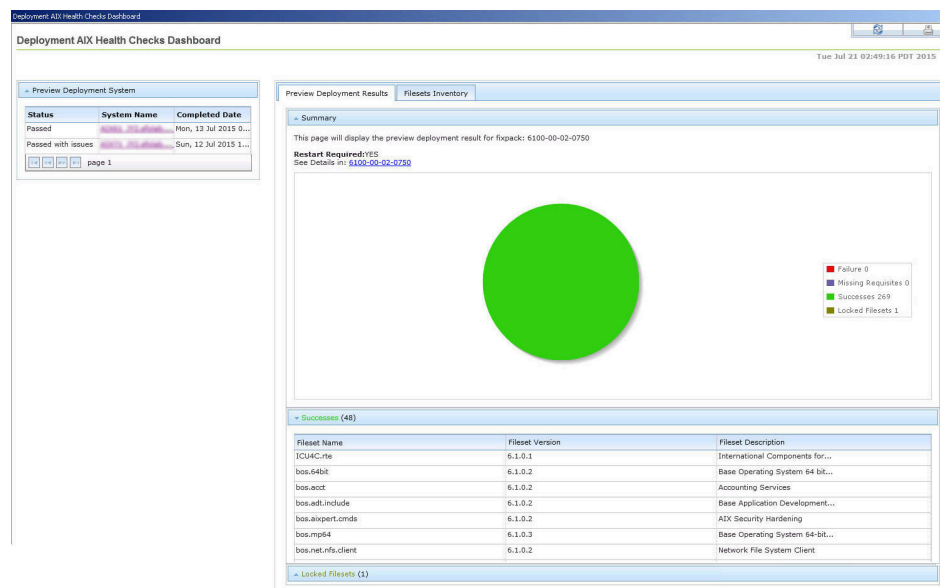 Deployment AIX Health Checks Dashboard
Deployment AIX Health Checks Dashboard
Tue Jul 21 02:49:16 PDT 2015
Preview Deployment System
Status System Name Completed Date
Passed Mon, 13 Jul 2015 0...
Passed with issues Sun, 12 Jul 2015 1...
page 1
Preview Deployment Results Filesets Inventory
Summary
This page will display the preview deployment result for fixpack: 6100-00-02-0750
Restart Required:YES
See Details in: 6100-00-02-0750
Failure 0
Missing Requisites 0
Successes 269
Locked Filesets 1
Successes (48)
Fileset Name Fileset Version Fileset Description
ICU4C.rte 6.1.0.1 International Components for...
bos.64bit 6.1.0.2 Base Operating System 64 bit...
bos.acct 6.1.0.2 Accounting Services
bos.adt.include 6.1.0.2 Base Application Development...
bos.aixpert.cmds 6.1.0.2 AIX Security Hardening
bos.mp64 6.1.0.3 Base Operating System 64-bit...
bos.net.nfs.client 6.1.0.2 Network File System Client
Locked Filesets (1)